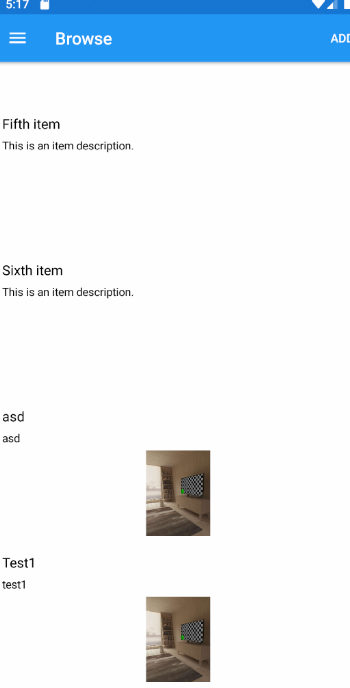 5:17
Browse
ADD
Fifth item
This is an item description.
Sixth item
This is an item description.
asd
asd
Test1
test1